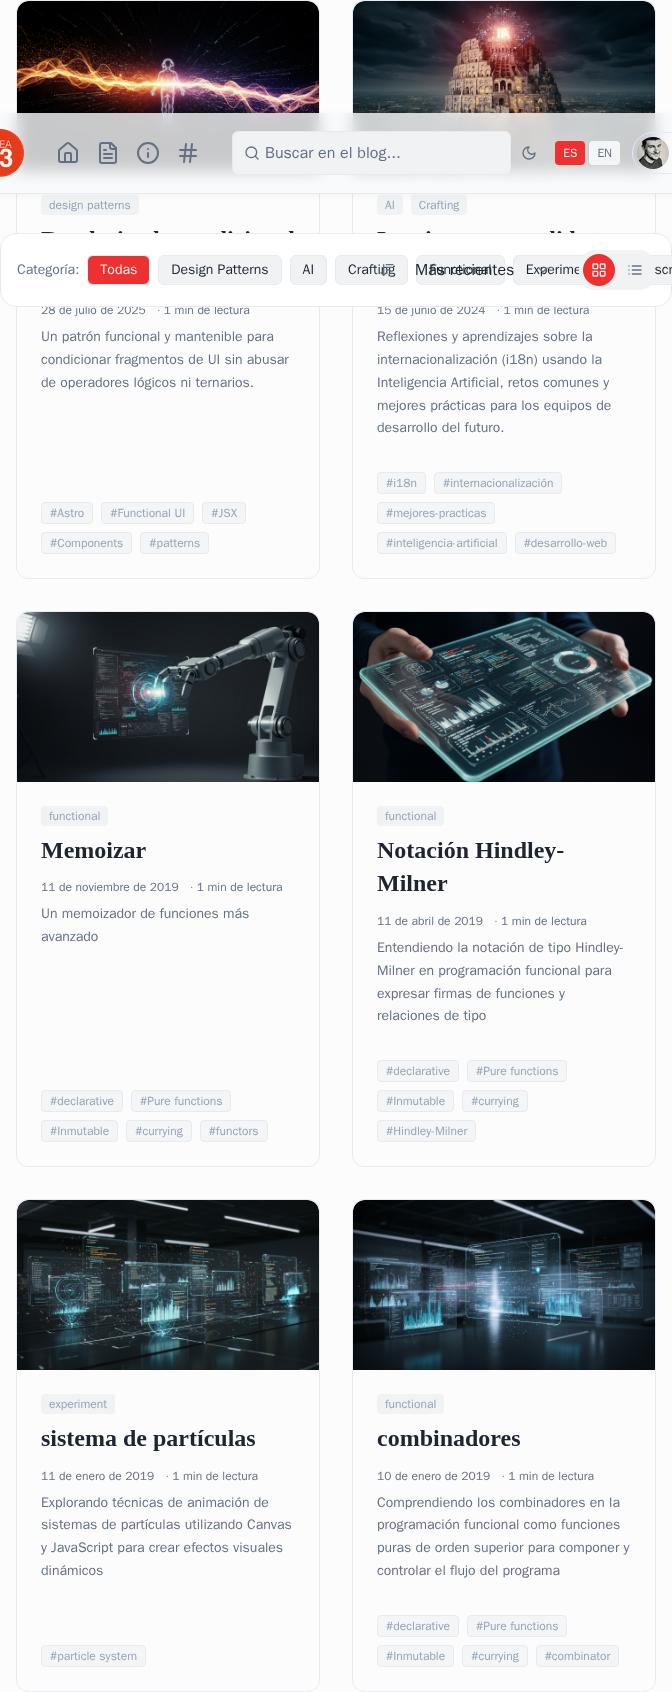 IA
EA
3
Buscar en el blog...
ES
EN
design patterns
AI
Crafting
Categoría:
Todas
Design Patterns
AI
Crafting
Functional
Más recientes
28 de julio de 2025 · 1 min de lectura
Un patrón funcional y mantenible para
condicionar fragmentos de UI sin abusar
de operadores lógicos ni ternarios.
#Astro
#Functional UI
#JSX
#Components
#patterns
15 de junio de 2024 · 1 min de lectura
Reflexiones y aprendizajes sobre la
internacionalización (i18n) usando la
Inteligencia Artificial, retos comunes y
mejores prácticas para los equipos de
desarrollo del futuro.
#i18n
#internacionalización
#mejores-practicas
#inteligencia-artificial
#desarrollo-web
functional
Memoizar
11 de noviembre de 2019 · 1 min de lectura
Un memoizador de funciones más
avanzado
#declarative
#Pure functions
#Inmutable
#currying
#functors
functional
Notación Hindley-
Milner
11 de abril de 2019 · 1 min de lectura
Entendiendo la notación de tipo Hindley-
Milner en programación funcional para
expresar firmas de funciones y
relaciones de tipo
#declarative
#Pure functions
#Inmutable
#currying
#Hindley-Milner
experiment
sistema de partículas
11 de enero de 2019 · 1 min de lectura
Explorando técnicas de animación de
sistemas de partículas utilizando Canvas
y JavaScript para crear efectos visuales
dinámicos
#particle system
functional
combinadores
10 de enero de 2019 · 1 min de lectura
Comprendiendo los combinadores en la
programación funcional como funciones
puras de orden superior para componer y
controlar el flujo del programa
#declarative
#Pure functions
#Inmutable
#currying
#combinator